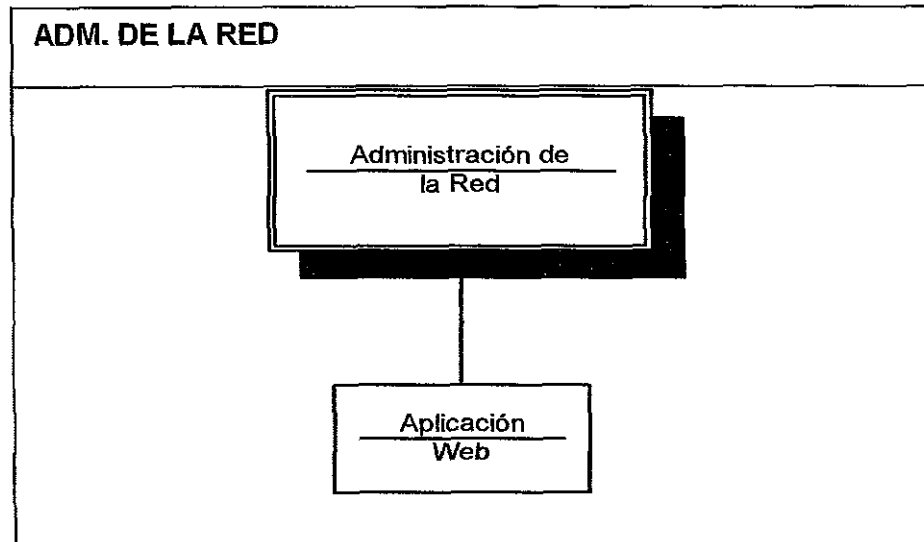 ADM. DE LA RED
Administración de
la Red
Aplicación
Web